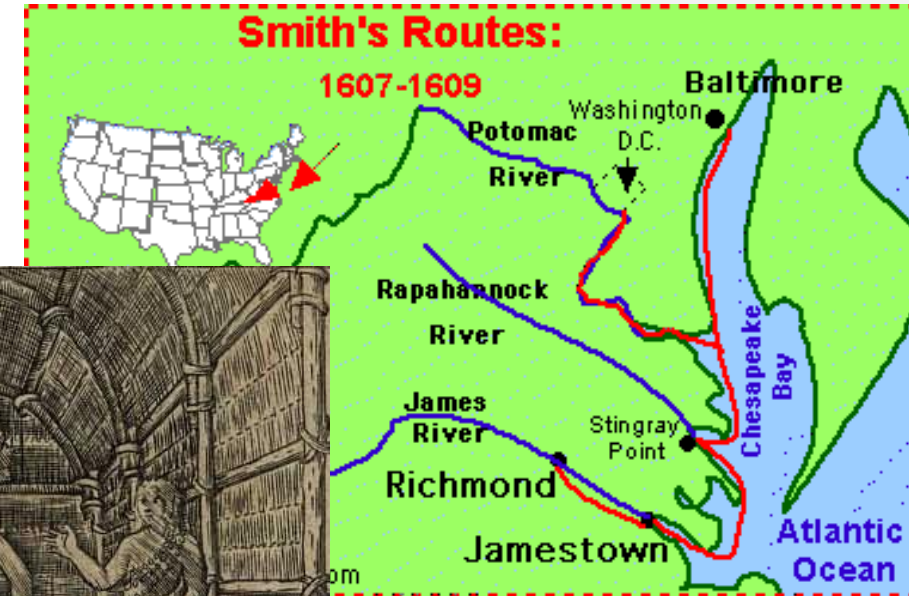 Smith's Routes:
1607-1609
Baltimore
Washington
D.C.
Potomac
River
Rapahannock
River
James
River
Stingray
Point
Chesapeake
Bay
Richmond
Jamestown
Atlantic
Ocean
om